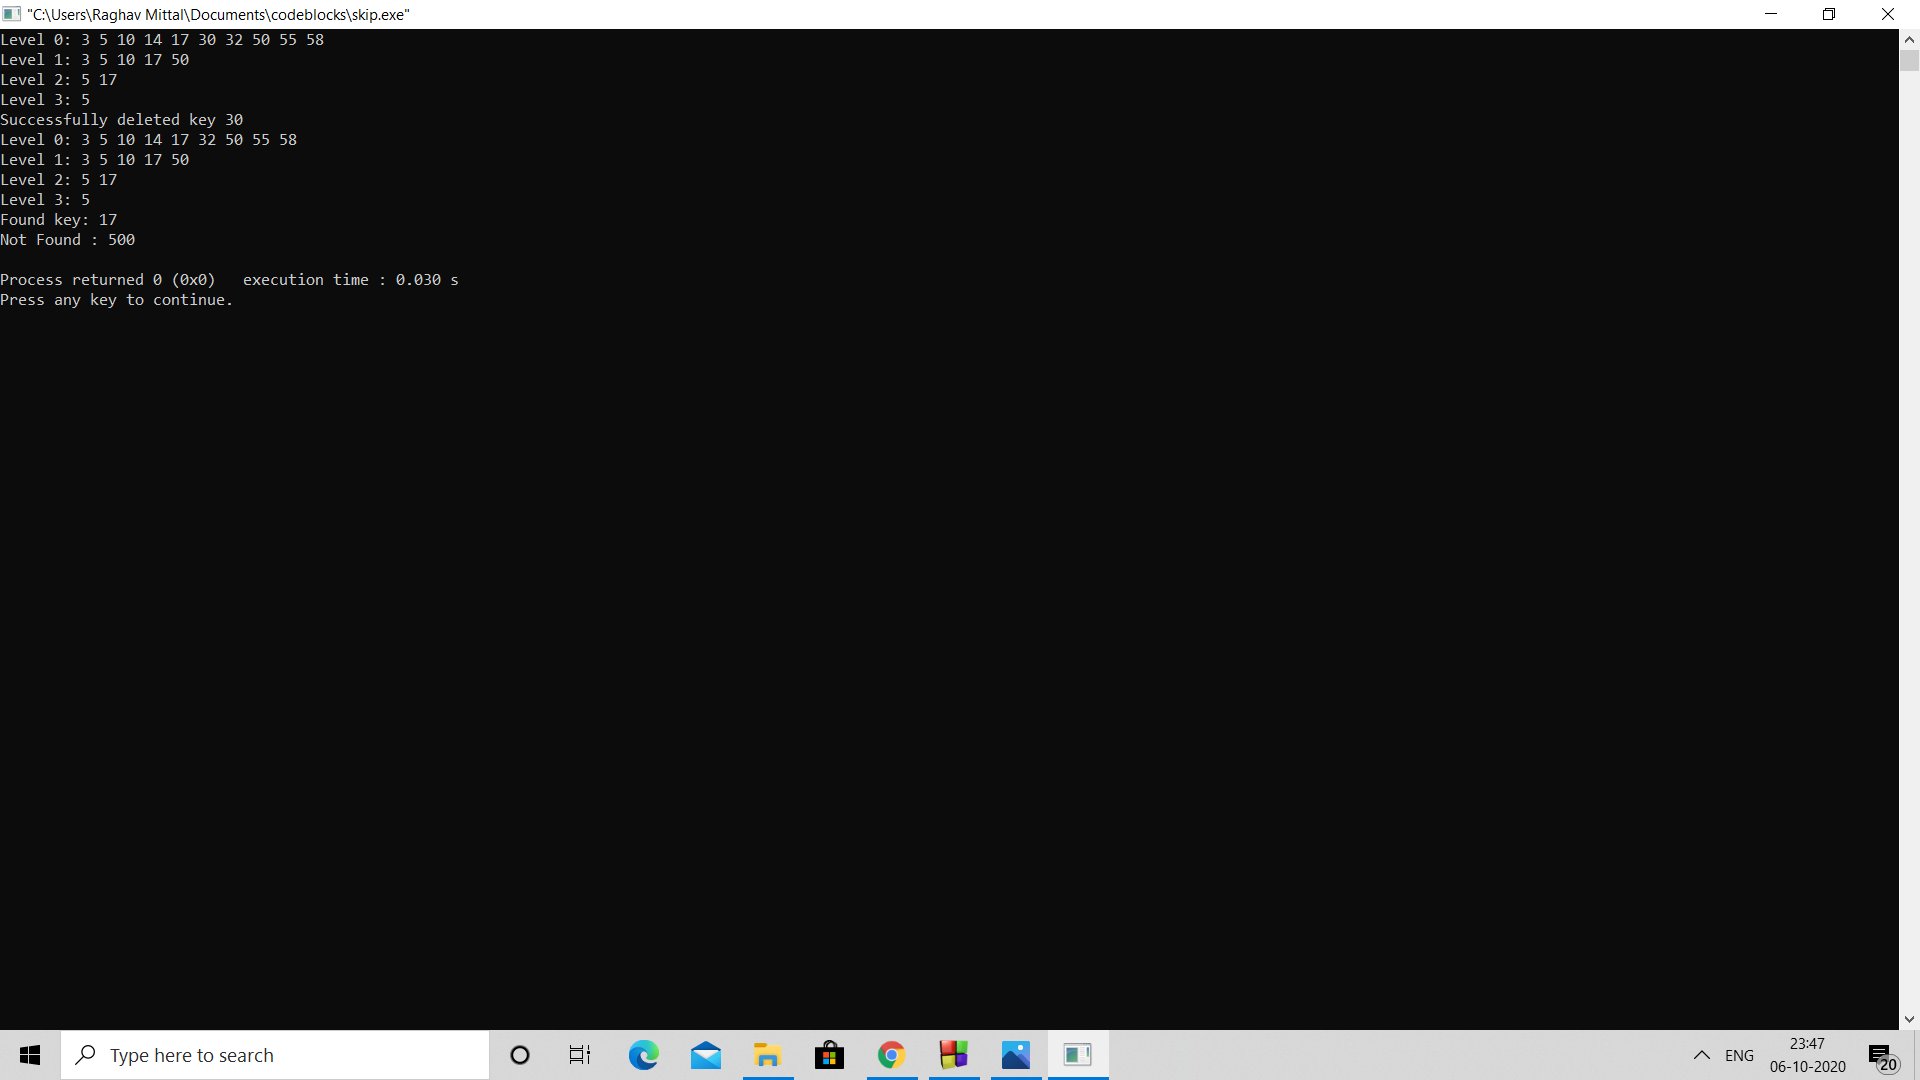 "C:\Users\Raghav Mittal\Documents\codeblocks\skip.exe"
Level 0: 3 5 10 14 17 30 32 50 55 58
Level 1: 3 5 10 17 50
Level 2: 5 17
Level 3: 5
Successfully deleted key 30
Level 0: 3 5 10 14 17 32 50 55 58
Level 1: 3 5 10 17 50
Level 2: 5 17
Level 3: 5
Found key: 17
Not Found : 500
Process returned 0 (0x0)   execution time : 0.030 s
Press any key to continue.
Type here to search
ENG
23:47
06-10-2020
20